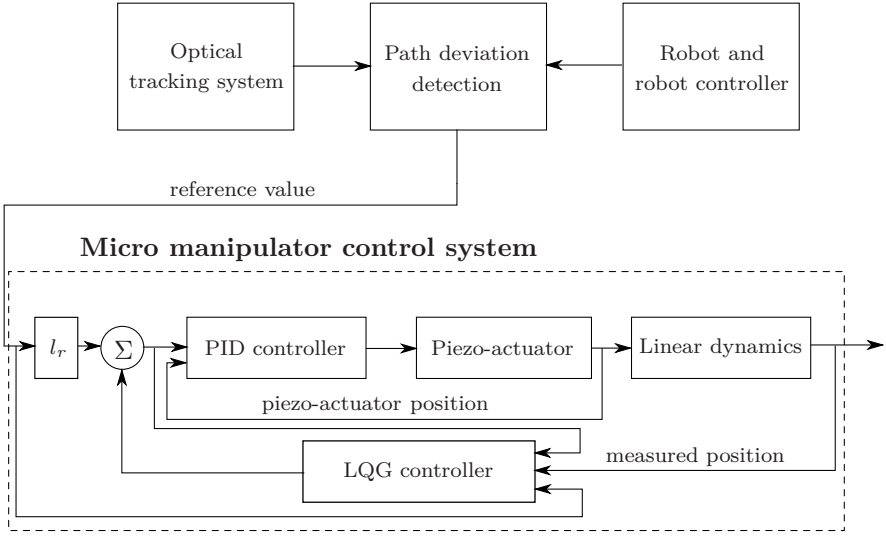 Optical
tracking system
Path deviation
detection
Robot and
robot controller
reference value
Micro manipulator control system
l_r
Σ
PID controller
Piezo-actuator
Linear dynamics
piezo-actuator position
LQG controller
measured position